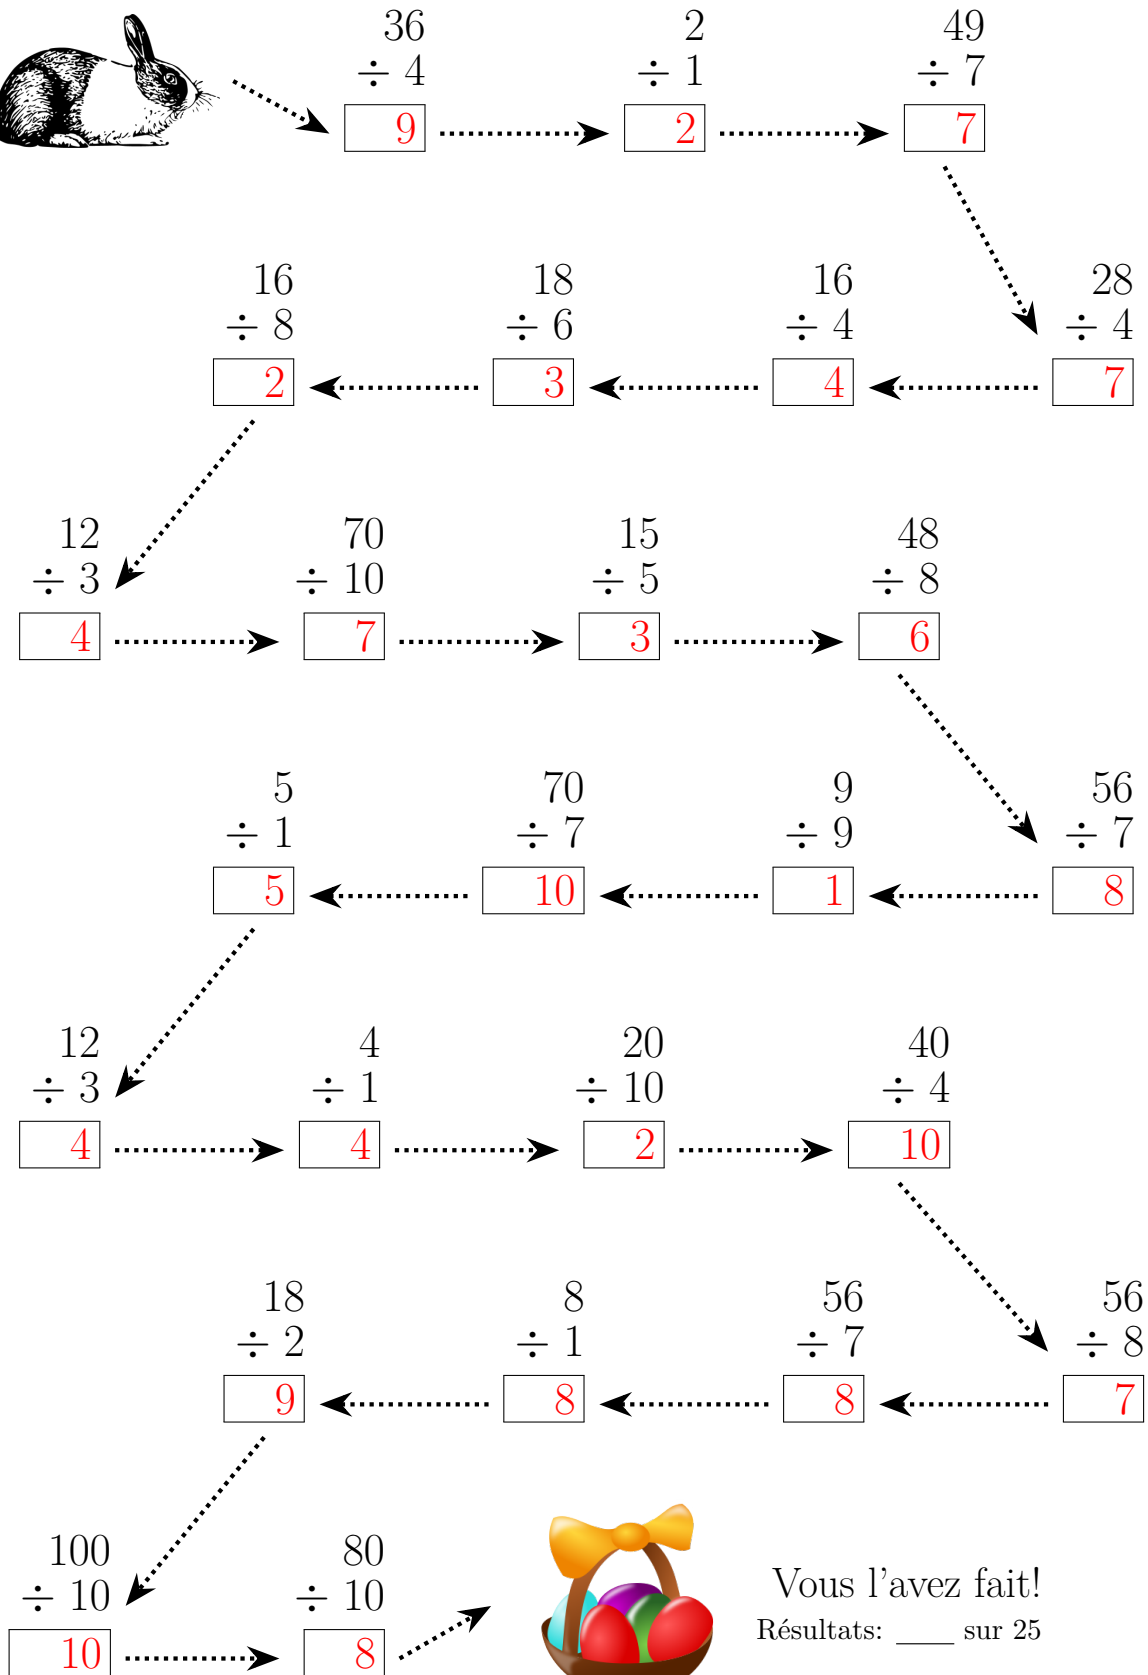 36 2 49
÷ 4 ÷ 1 ÷ 7
9 2 7
16 18 16 28
÷ 8 ÷ 6 ÷ 4 ÷ 4
2 3 4 7
12 70 15 48
÷ 3 ÷ 10 ÷ 5 ÷ 8
4 7 3 6
5 70 9 56
÷ 1 ÷ 7 ÷ 9 ÷ 7
5 10 1 8
12 4 20 40
÷ 3 ÷ 1 ÷ 10 ÷ 4
4 4 2 10
18 8 56 56
÷ 2 ÷ 1 ÷ 7 ÷ 8
9 8 8 7
100 80
÷ 10 ÷ 10
10 8
Vous l'avez fait!
Résultats: ____ sur 25